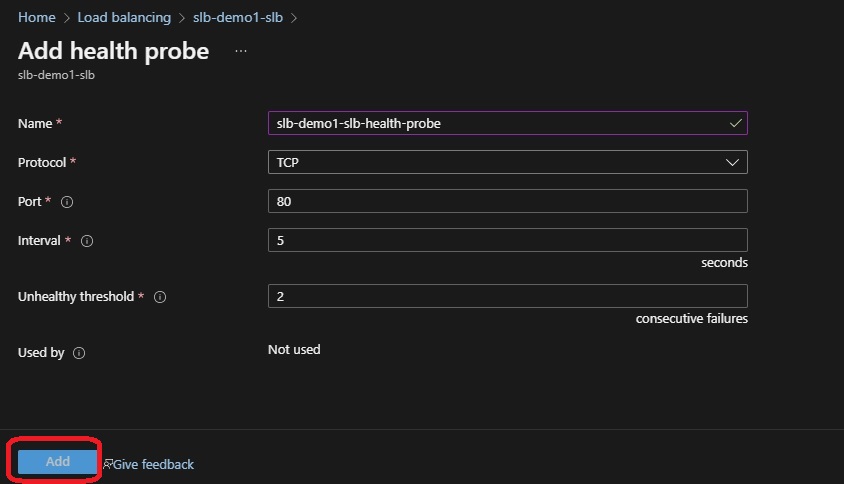 Home > Load balancing > slb-demo1-slb >
Add health probe ...
slb-demo1-slb
Name * slb-demo1-slb-health-probe
Protocol * TCP
Port * 80
Interval * 5
seconds
Unhealthy threshold * 2
consecutive failures
Used by Not used
Add Give feedback